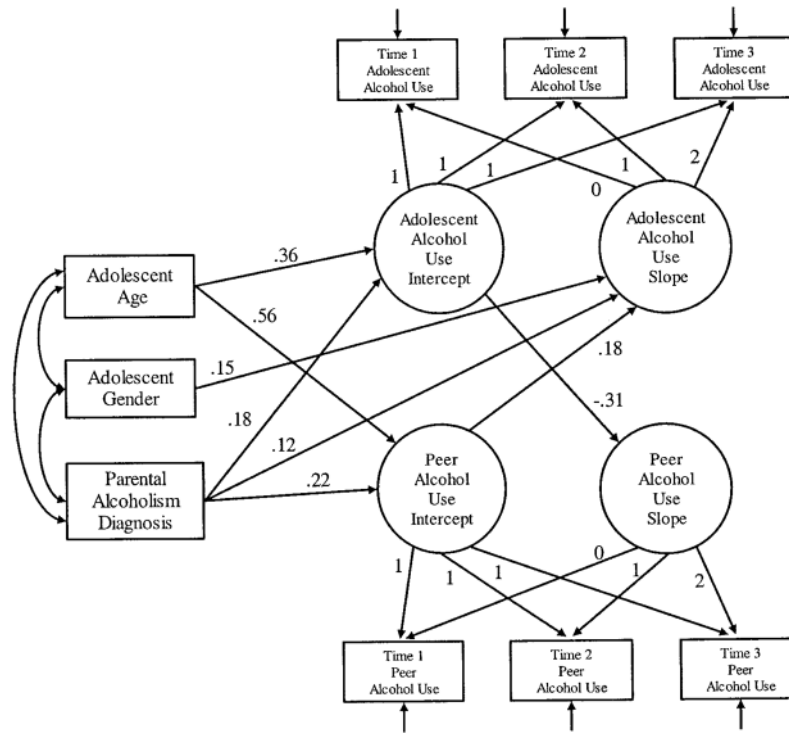 Time 1
Adolescent
Alcohol Use
Time 2
Adolescent
Alcohol Use
Time 3
Adolescent
Alcohol Use
1
1
1
0
1
2
Adolescent
Alcohol
Use
Intercept
Adolescent
Alcohol
Use
Slope
Adolescent
Age
.36
.56
Adolescent
Gender
.15
.18
.18
-.31
Parental
Alcoholism
Diagnosis
.12
.22
Peer
Alcohol
Use
Intercept
Peer
Alcohol
Use
Slope
1
1
1
0
1
2
Time 1
Peer
Alcohol Use
Time 2
Peer
Alcohol Use
Time 3
Peer
Alcohol Use